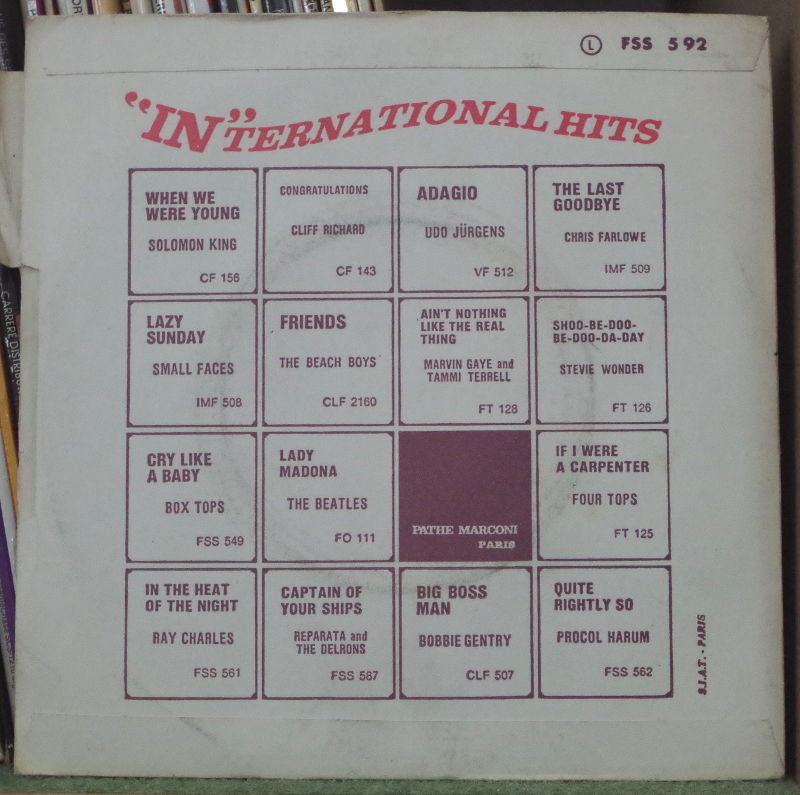 Ⓛ FSS 592
"IN"TERNATIONAL HITS
WHEN WE
WERE YOUNG
SOLOMON KING
CF 156
CONGRATULATIONS
CLIFF RICHARD
CF 143
ADAGIO
UDO JÜRGENS
VF 512
THE LAST
GOODBYE
CHRIS FARLOWE
IMF 509
LAZY
SUNDAY
SMALL FACES
IMF 508
FRIENDS
THE BEACH BOYS
CLF 2160
AIN'T NOTHING
LIKE THE REAL
THING
MARVIN GAYE and
TAMMI TERRELL
FT 128
SHOO-BE-DOO-
BE-DOO-DA-DAY
STEVIE WONDER
FT 126
CRY LIKE
A BABY
BOX TOPS
FSS 549
LADY
MADONA
THE BEATLES
FO 111
PATHE MARCONI
PARIS
IF I WERE
A CARPENTER
FOUR TOPS
FT 125
IN THE HEAT
OF THE NIGHT
RAY CHARLES
FSS 561
CAPTAIN OF
YOUR SHIPS
REPARATA and
THE DELRONS
FSS 587
BIG BOSS
MAN
BOBBIE GENTRY
CLF 507
QUITE
RIGHTLY SO
PROCOL HARUM
FSS 562
S.I.A.T. - PARIS
CARRERE DISTRIBU